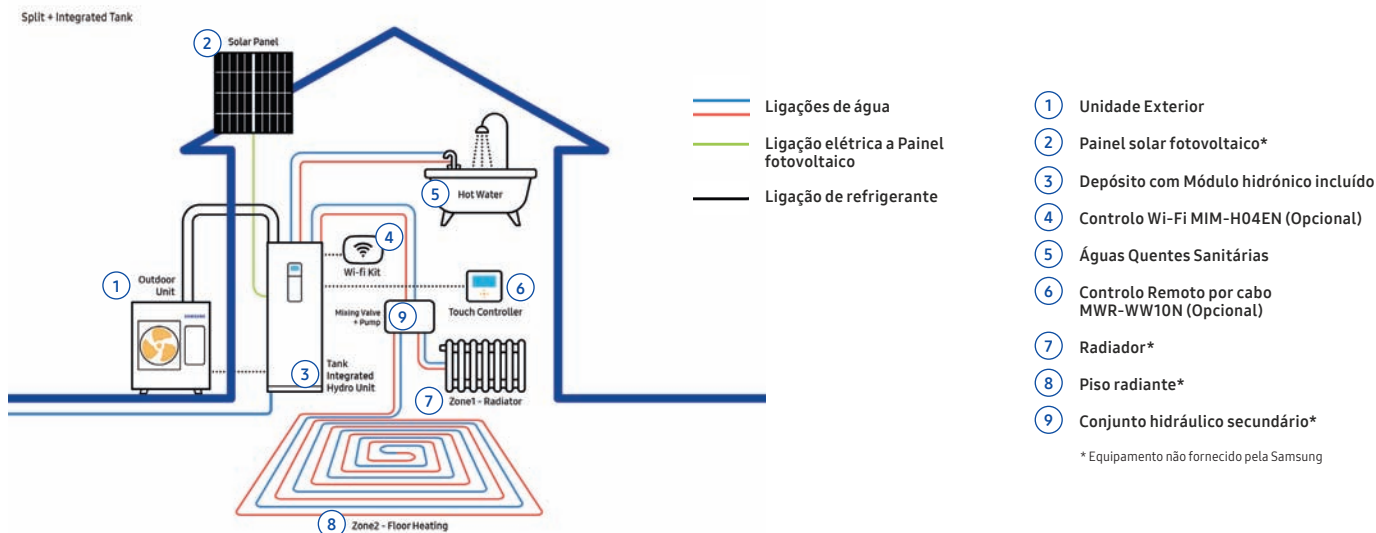 Split + Integrated Tank
2 Solar Panel
Ligações de água
Ligação elétrica a Painel
fotovoltaico
Ligação de refrigerante
1 Unidade Exterior
2 Painel solar fotovoltaico*
3 Depósito com Módulo hidrónico incluído
4 Controlo Wi-Fi MIM-H04EN (Opcional)
5 Águas Quentes Sanitárias
6 Controlo Remoto por cabo
MWR-WW10N (Opcional)
7 Radiador*
8 Piso radiante*
9 Conjunto hidráulico secundário*
* Equipamento não fornecido pela Samsung
5 Hot Water
4
Wi-fi Kit
1 Outdoor
Unit
SAMSUNG
6
Touch Controller
Mixing Valve
+ Pump
9
3 Tank
Integrated
Hydro Unit
7 Zone1 - Radiator
8 Zone2 - Floor Heating